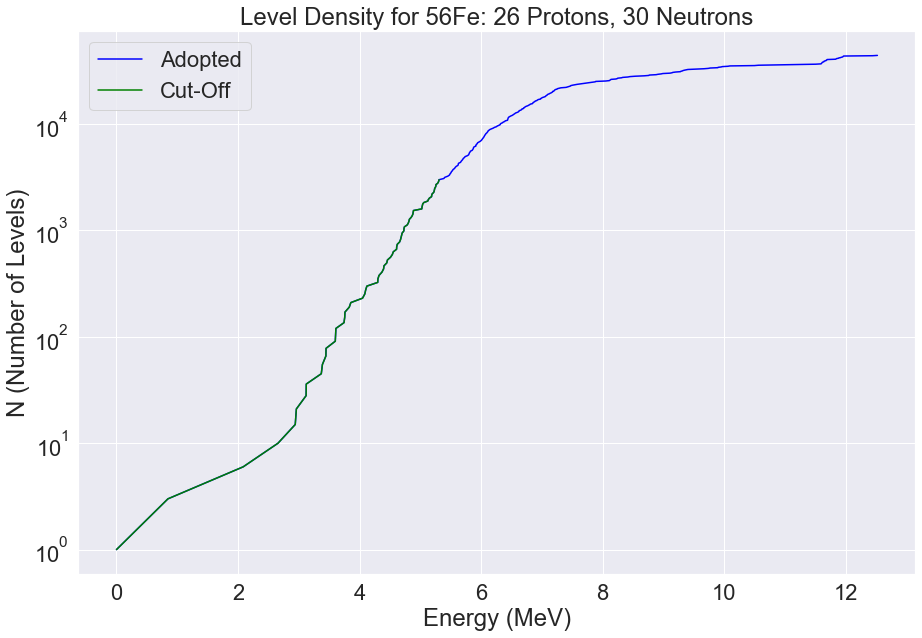 Level Density for 56Fe: 26 Protons, 30 Neutrons
Adopted
Cut-Off
N (Number of Levels)
10^4
10^3
10^2
10^1
10^0
0 2 4 6 8 10 12
Energy (MeV)